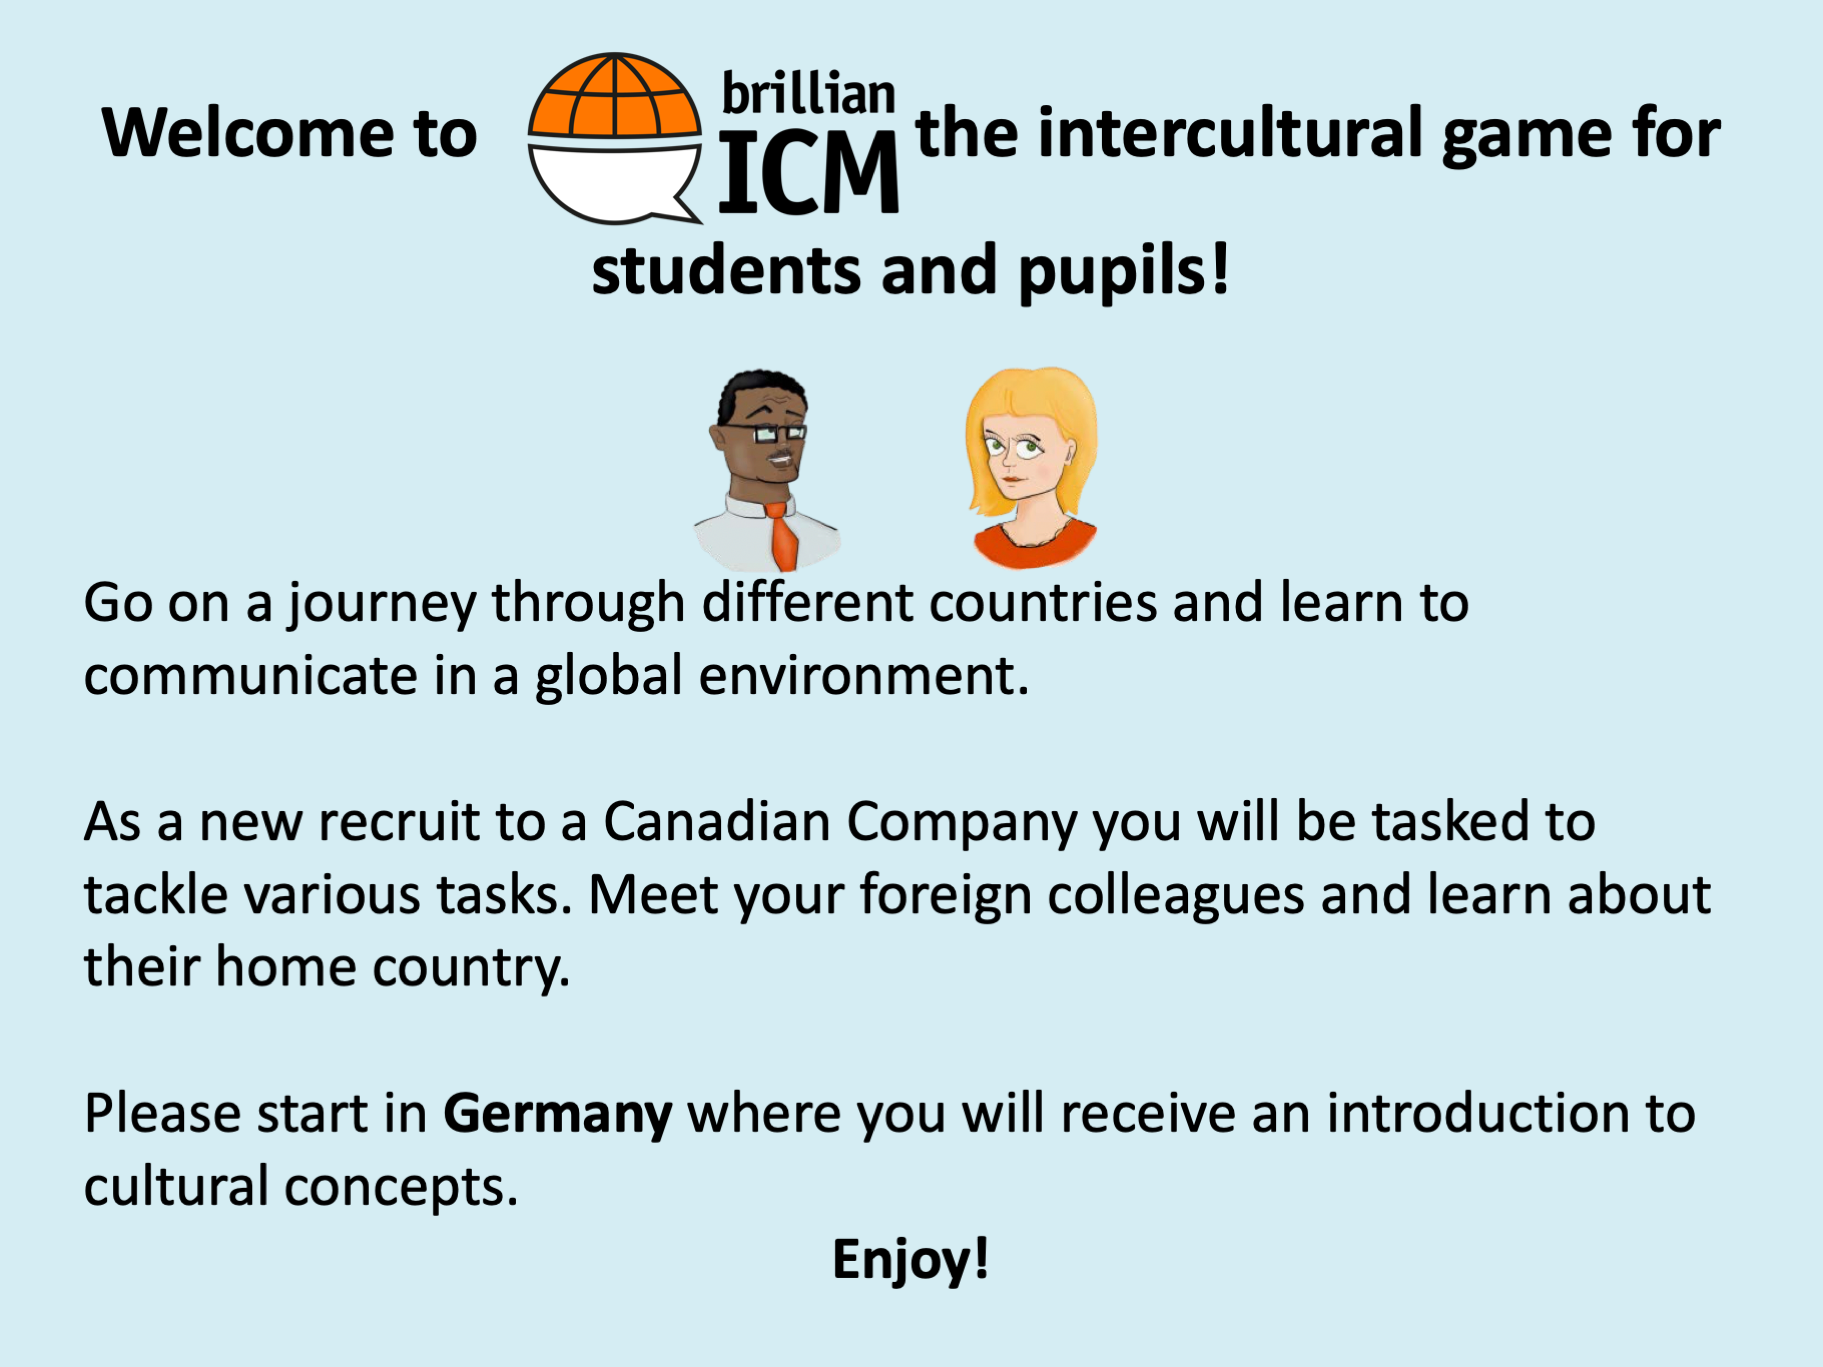 Welcome to brillian ICM the intercultural game for
students and pupils!
Go on a journey through different countries and learn to
communicate in a global environment.
As a new recruit to a Canadian Company you will be tasked to
tackle various tasks. Meet your foreign colleagues and learn about
their home country.
Please start in Germany where you will receive an introduction to
cultural concepts.
Enjoy!